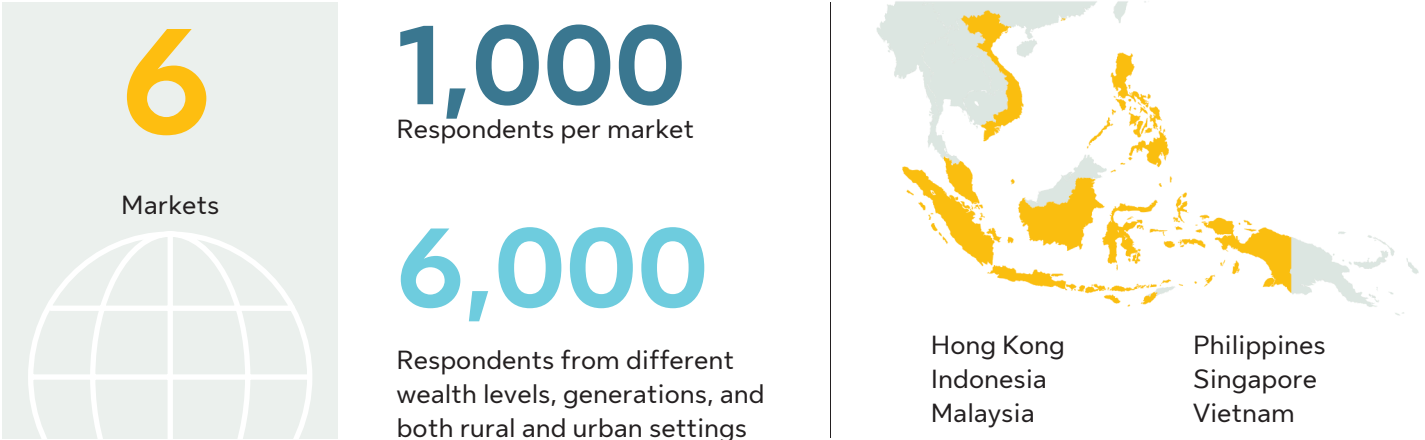 6
Markets
1,000
Respondents per market
6,000
Respondents from different
wealth levels, generations, and
both rural and urban settings
Hong Kong
Indonesia
Malaysia
Philippines
Singapore
Vietnam